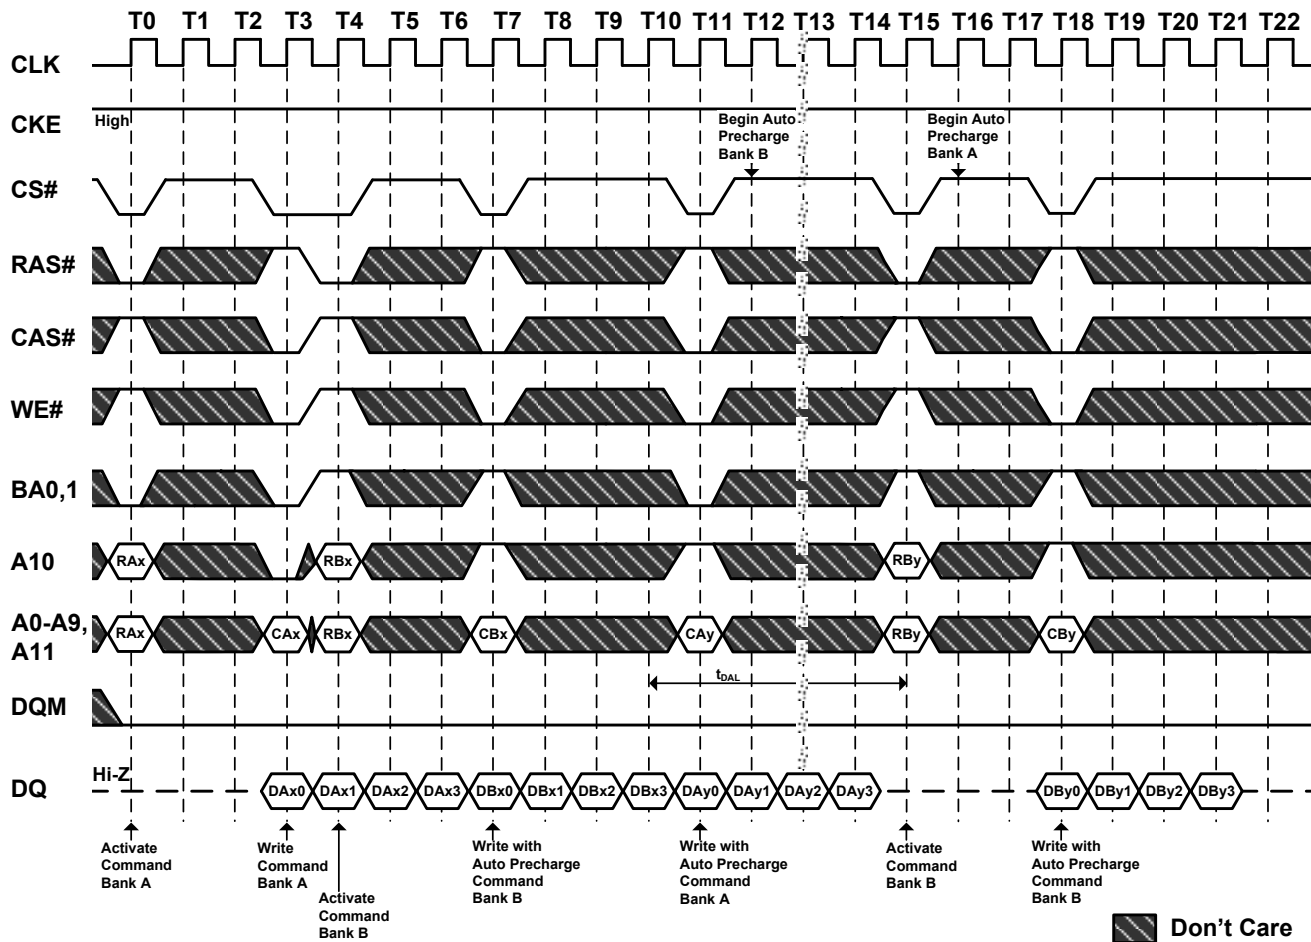 T0 T1 T2 T3 T4 T5 T6 T7 T8 T9 T10 T11 T12 T13 T14 T15 T16 T17 T18 T19 T20 T21 T22
CLK
CKE High
Begin Auto
Precharge
Bank B
Begin Auto
Precharge
Bank A
CS#
RAS#
CAS#
WE#
BA0,1
A10 RAx RBx RBy
A0-A9,
A11
RAx CAx RBx CBx CAy RBy CBy
tDAL
DQM
Hi-Z
DQ DAx0 DAx1 DAx2 DAx3 DBx0 DBx1 DBx2 DBx3 DAy0 DAy1 DAy2 DAy3 DBy0 DBy1 DBy2 DBy3
Activate
Command
Bank A
Write
Command
Bank A
Activate
Command
Bank B
Write with
Auto Precharge
Command
Bank B
Write with
Auto Precharge
Command
Bank A
Activate
Command
Bank B
Write with
Auto Precharge
Command
Bank B
Don't Care